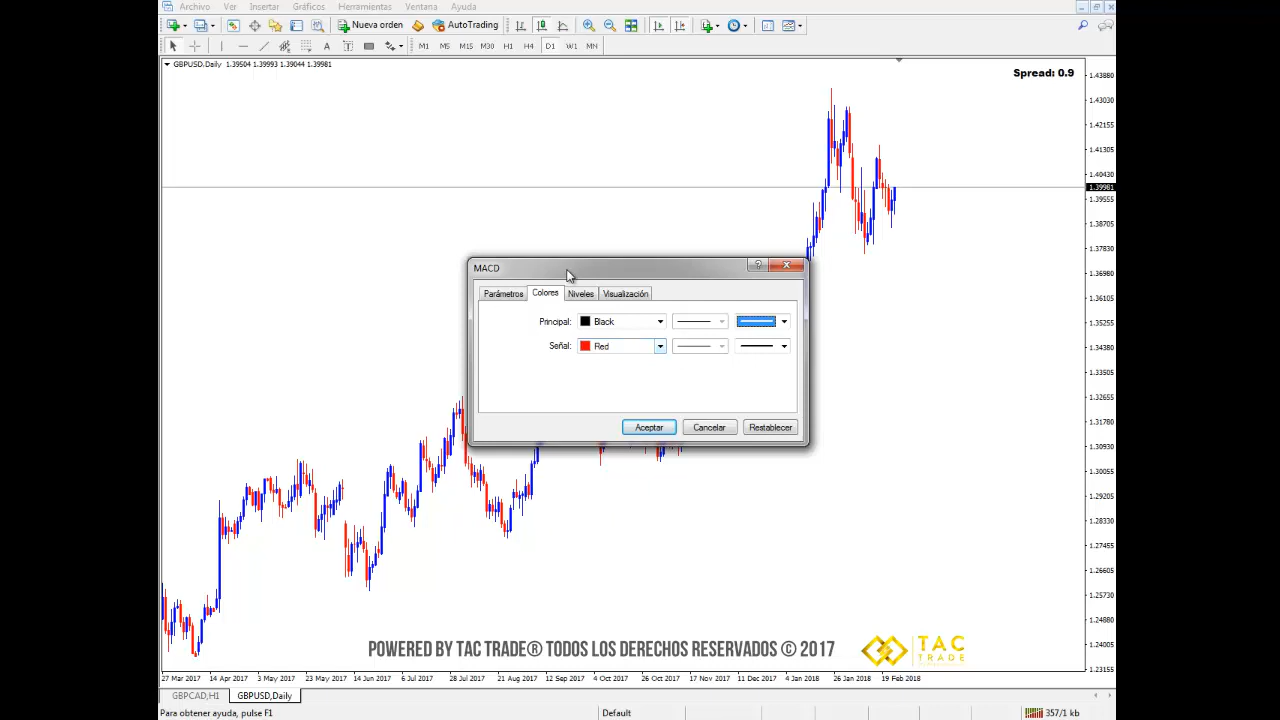 Archivo Ver Insertar Gráficos Herramientas Ventana Ayuda
Nueva orden AutoTrading
A T M1 M5 M15 M30 H1 H4 D1 W1 MN
GBPUSD,Daily 1.39504 1.39993 1.39044 1.39981
Spread: 0.9
1.43880
1.43030
1.42155
1.41305
1.40430
1.39981
1.39555
1.38705
1.37830
1.36980
1.36105
1.35255
1.34380
1.33505
1.32655
1.31780
1.30930
1.30055
1.29205
1.28330
1.27455
1.26605
1.25730
1.24880
1.24005
1.23155
MACD
Parámetros Colores Niveles Visualización
Principal: Black
Señal: Red
Aceptar Cancelar Restablecer
POWERED BY TAC TRADE® TODOS LOS DERECHOS RESERVADOS © 2017
TAC
TRADE
27 Mar 2017 14 Apr 2017 3 May 2017 23 May 2017 14 Jun 2017 6 Jul 2017 28 Jul 2017 21 Aug 2017 12 Sep 2017 4 Oct 2017 26 Oct 2017 17 Nov 2017 11 Dec 2017 4 Jan 2018 26 Jan 2018 19 Feb 2018
GBPCAD,H1 GBPUSD,Daily
Para obtener ayuda, pulse F1 Default 357/1 kb